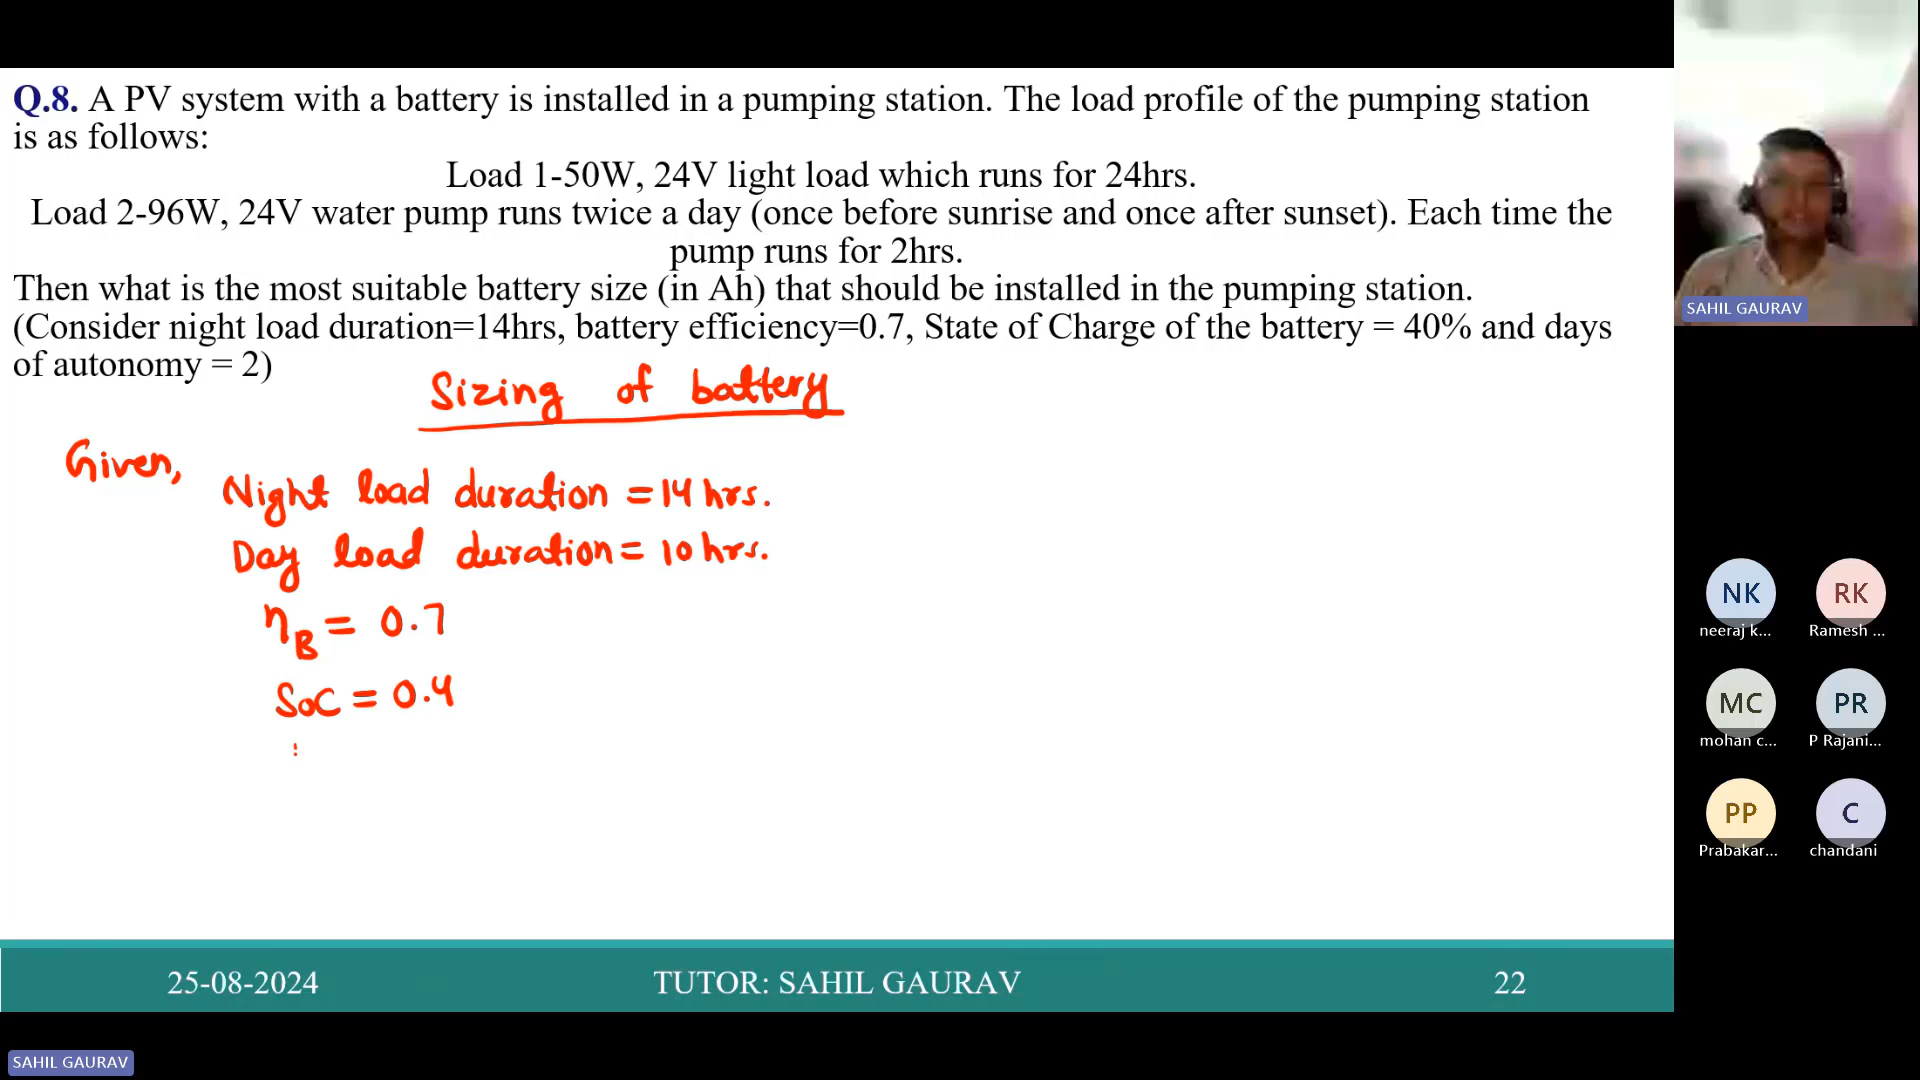 Q.8. A PV system with a battery is installed in a pumping station. The load profile of the pumping station
is as follows:
Load 1-50W, 24V light load which runs for 24hrs.
Load 2-96W, 24V water pump runs twice a day (once before sunrise and once after sunset). Each time the
pump runs for 2hrs.
Then what is the most suitable battery size (in Ah) that should be installed in the pumping station.
(Consider night load duration=14hrs, battery efficiency=0.7, State of Charge of the battery = 40% and days
of autonomy = 2)
Sizing of battery
Given,
Night load duration = 14 hrs.
Day load duration = 10 hrs.
η_B = 0.7
SoC = 0.4
25-08-2024
TUTOR: SAHIL GAURAV
22
SAHIL GAURAV
SAHIL GAURAV
NK
neeraj k...
RK
Ramesh ...
MC
mohan c...
PR
P Rajani...
PP
Prabakar...
C
chandani